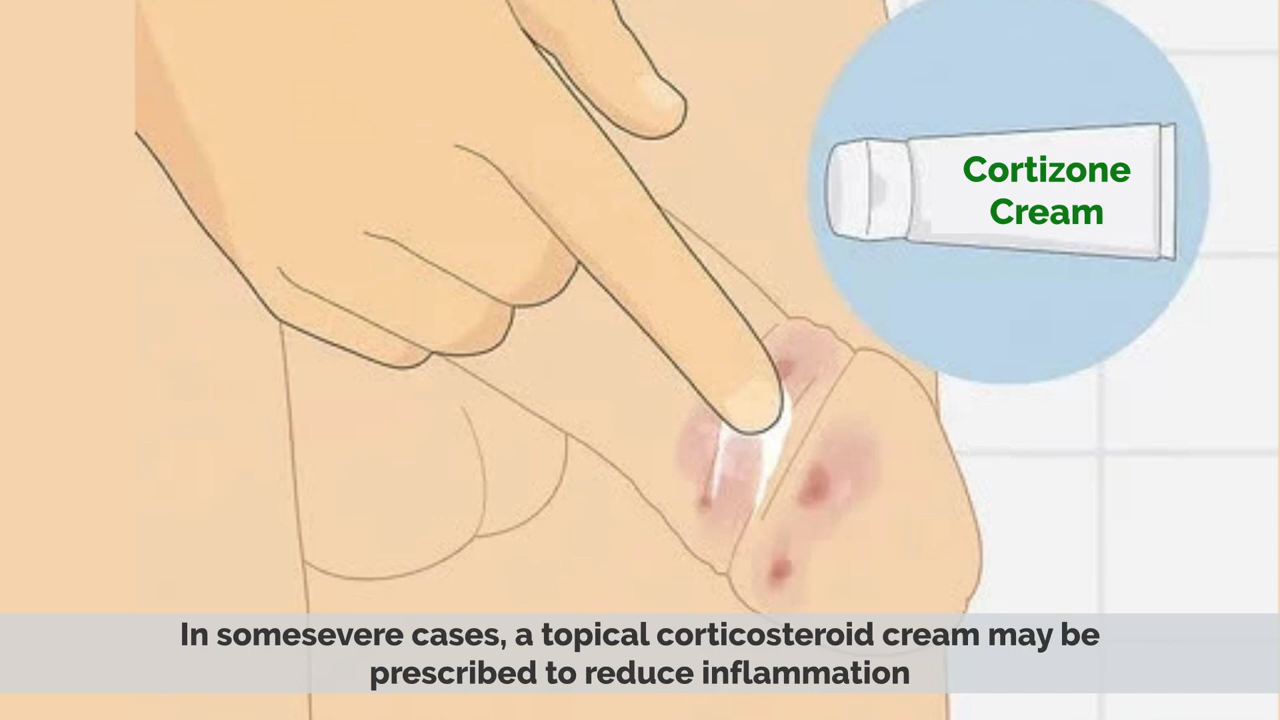 Cortizone
Cream
In somesevere cases, a topical corticosteroid cream may be
prescribed to reduce inflammation